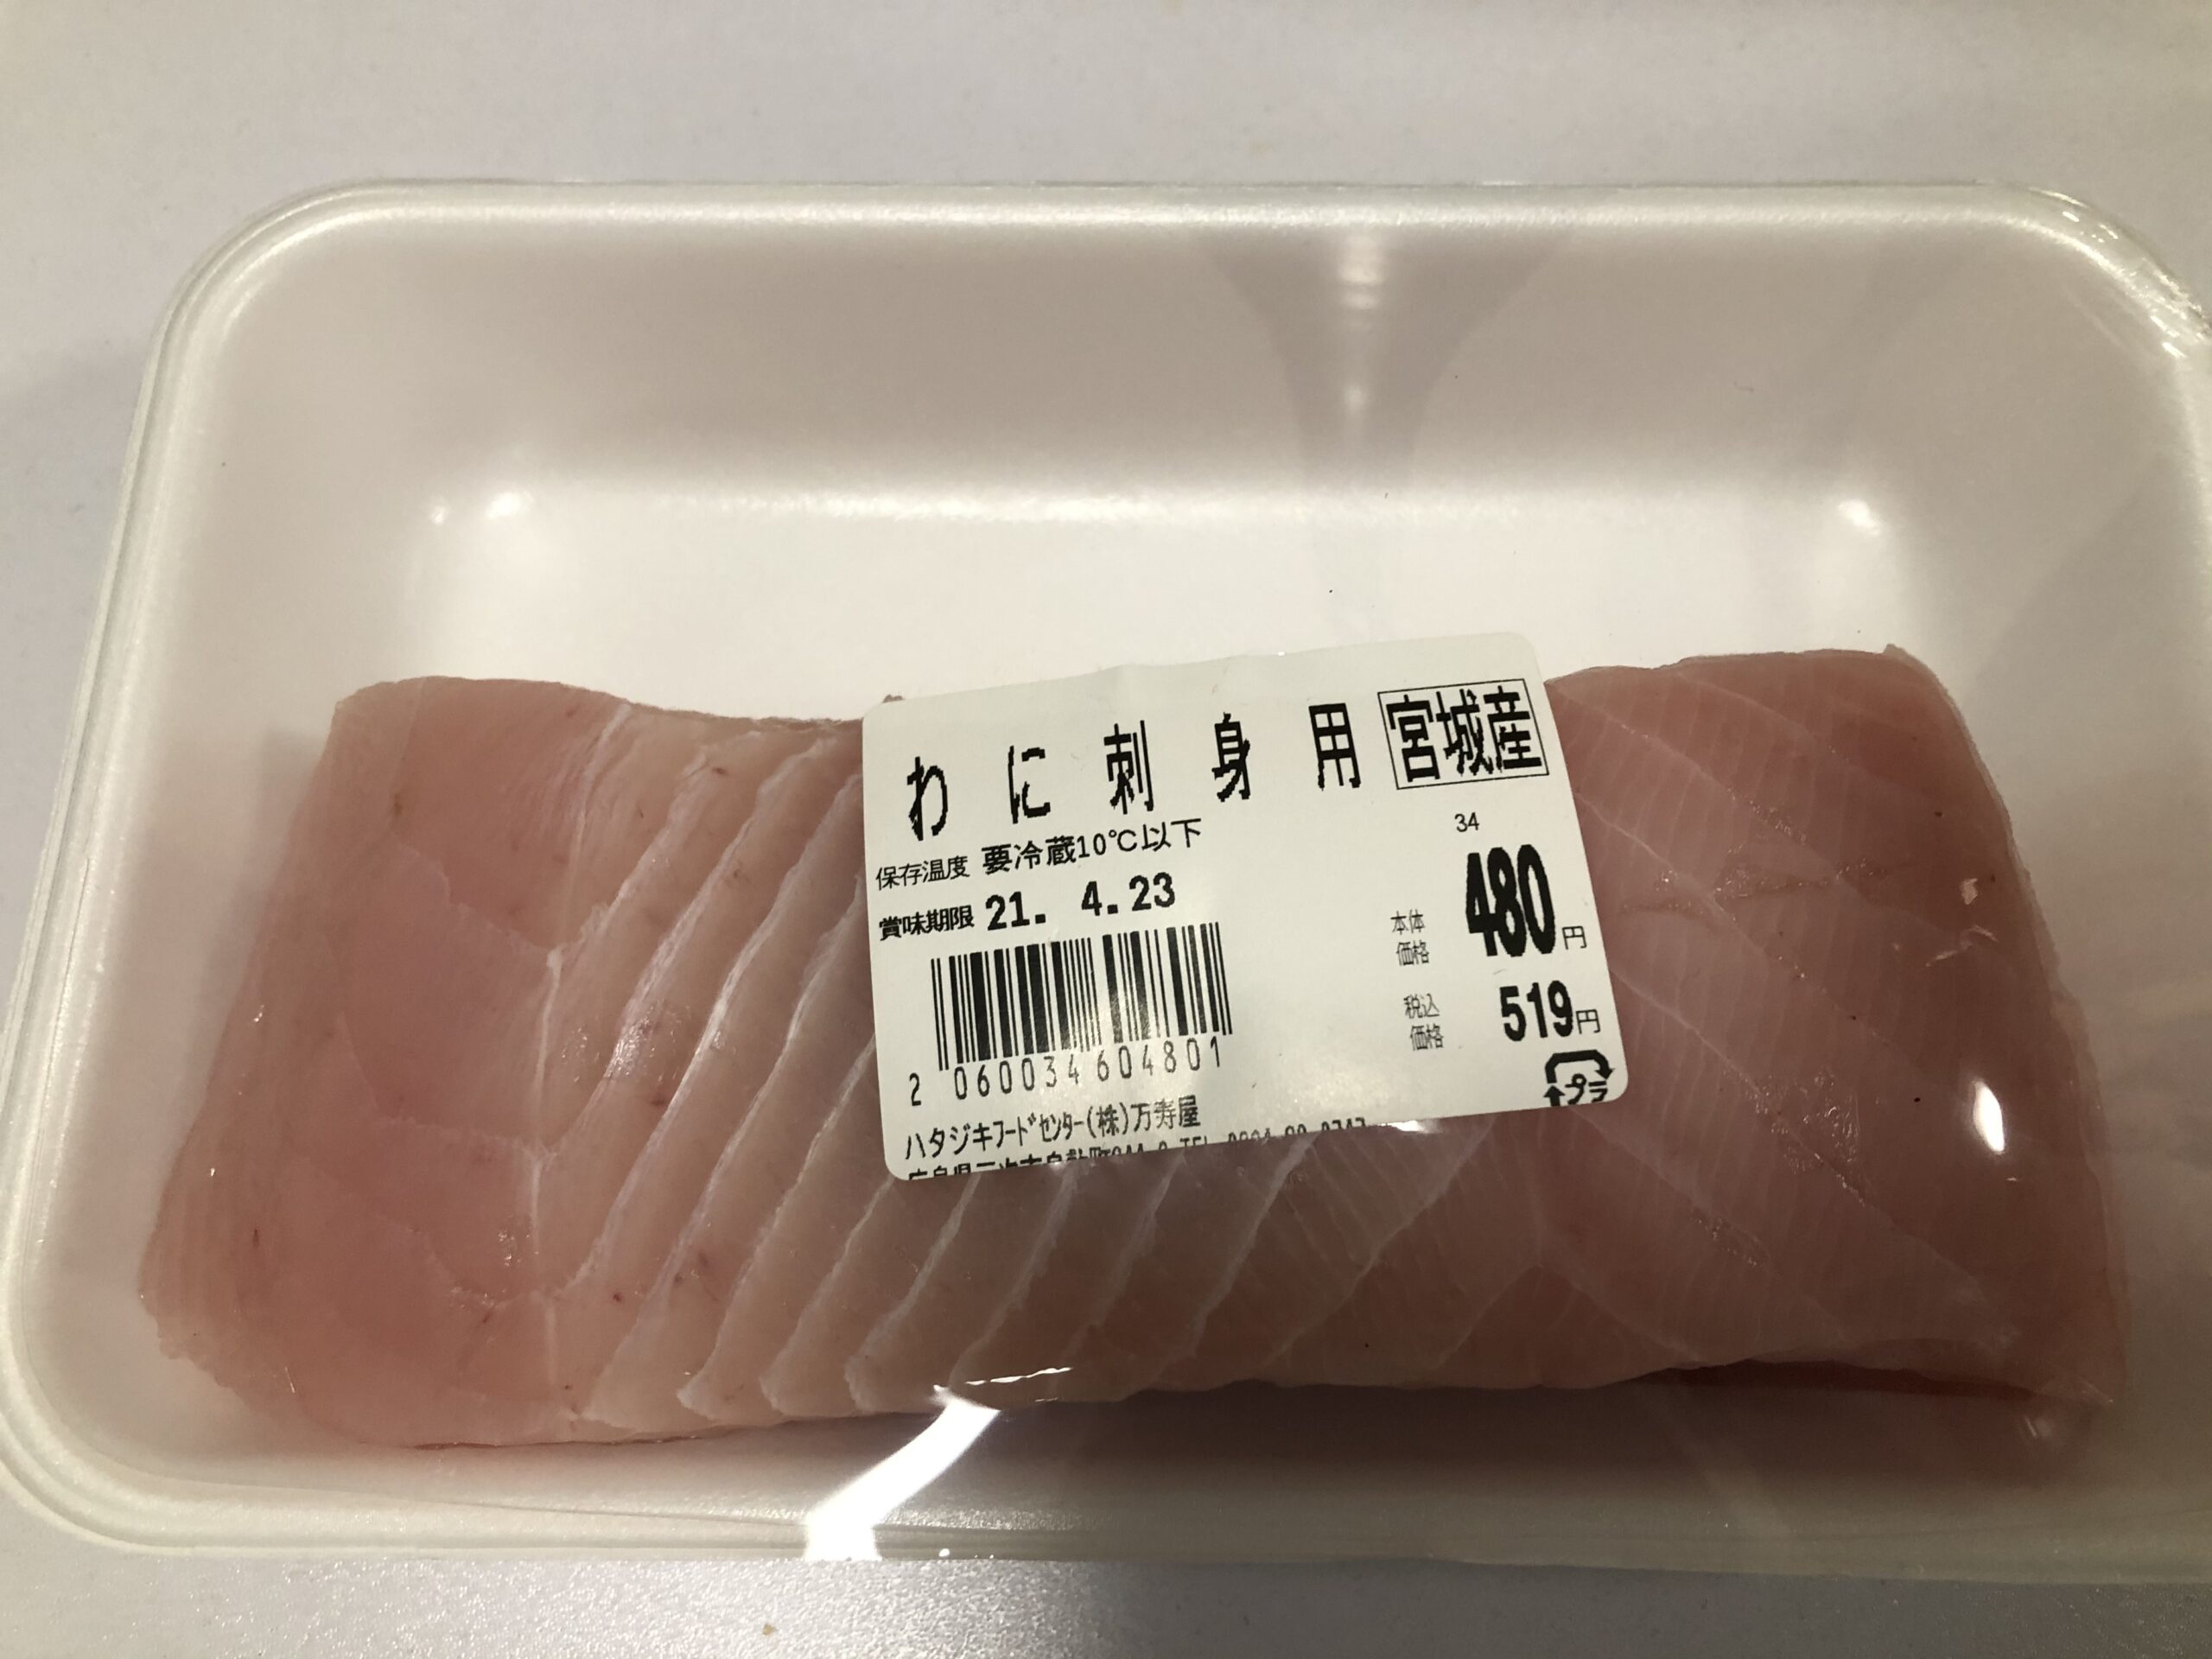 わに刺身用 宮城産
34
保存温度 要冷蔵10℃以下
賞味期限 21. 4.23
本体価格 480円
税込価格 519円
2 060034 604801
プラ
ハタジキフードセンター(株)万寿屋